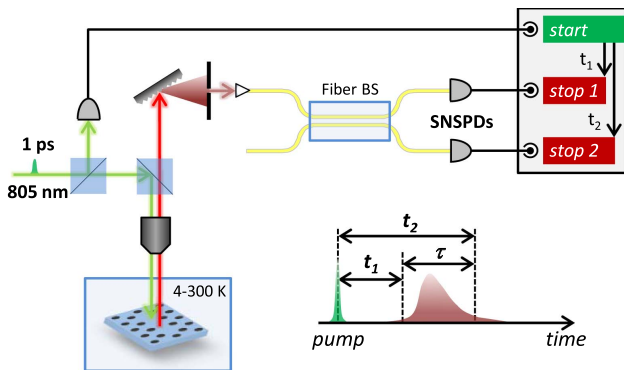 start
t1
stop 1
t2
stop 2
Fiber BS
SNSPDs
1 ps
805 nm
4-300 K
t2
t1
τ
pump
time